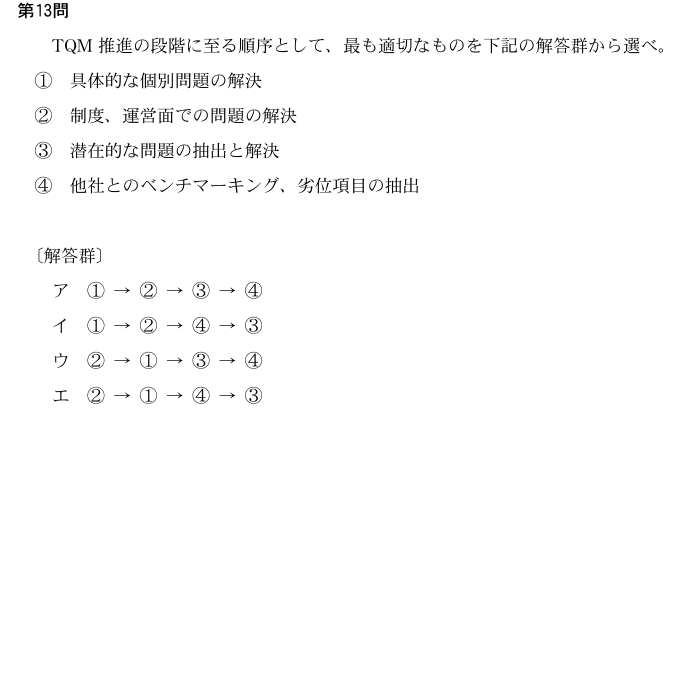 第13問
TQM 推進の段階に至る順序として、最も適切なものを下記の解答群から選べ。
① 具体的な個別問題の解決
② 制度、運営面での問題の解決
③ 潜在的な問題の抽出と解決
④ 他社とのベンチマーキング、劣位項目の抽出
〔解答群〕
ア ① → ② → ③ → ④
イ ① → ② → ④ → ③
ウ ② → ① → ③ → ④
エ ② → ① → ④ → ③